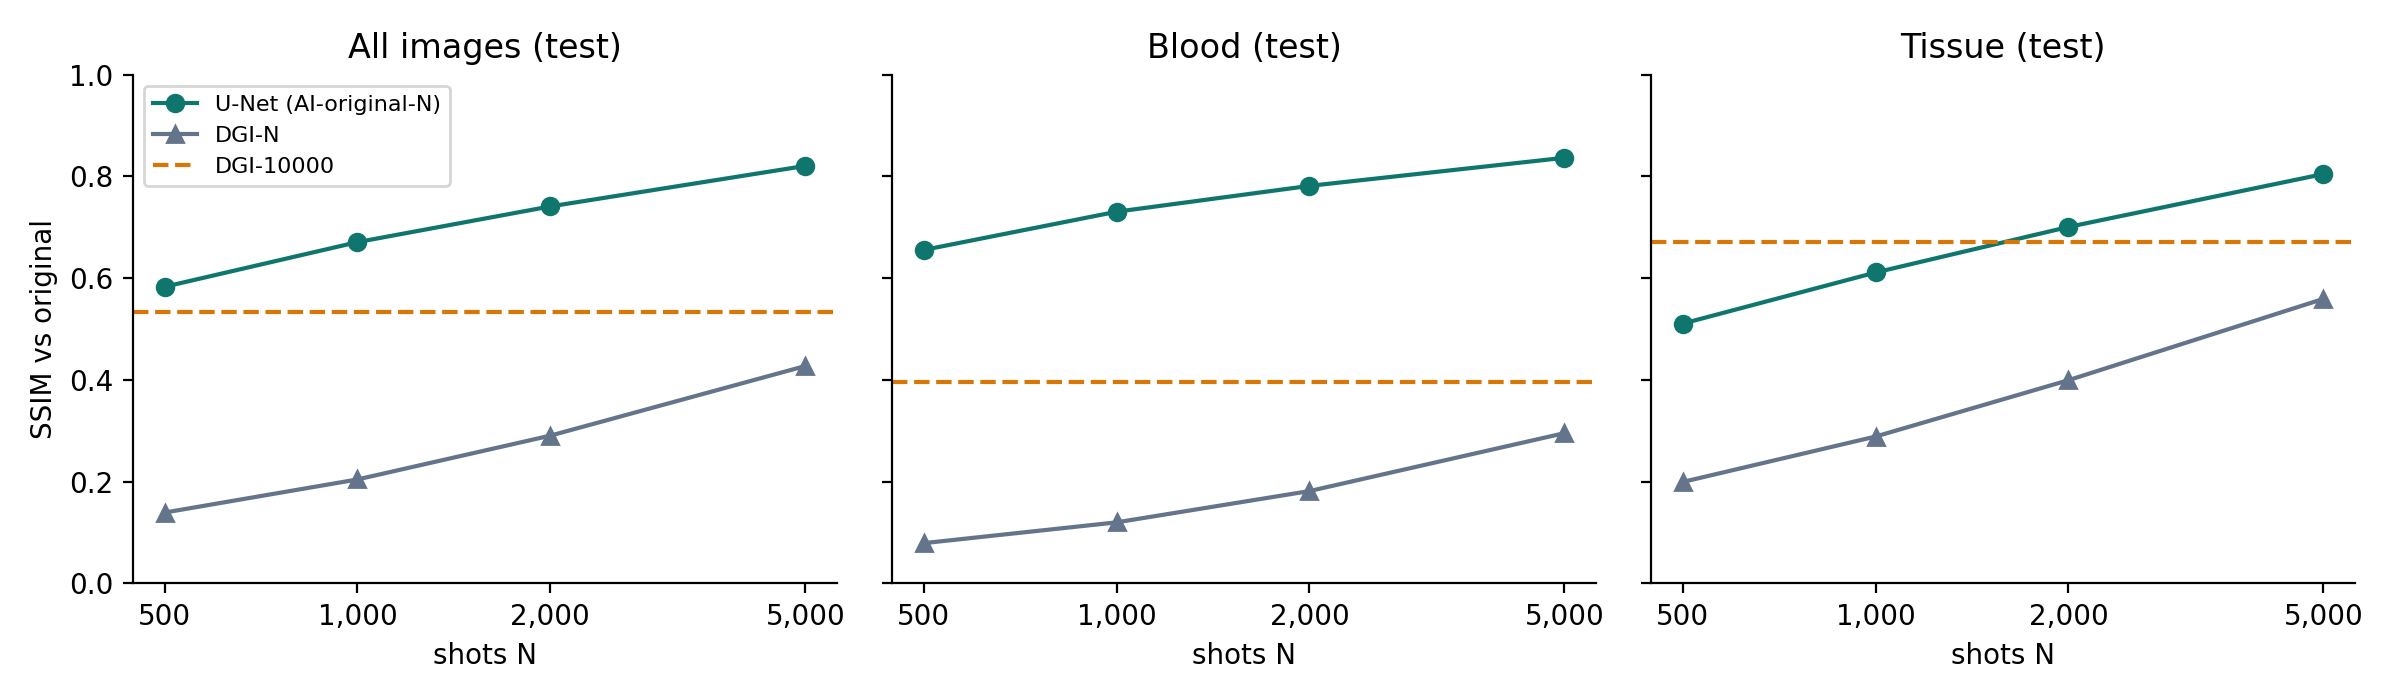 All images (test)
Blood (test)
Tissue (test)
SSIM vs original
1.0
0.8
0.6
0.4
0.2
0.0
U-Net (AI-original-N)
DGI-N
DGI-10000
500 1,000 2,000 5,000
shots N
500 1,000 2,000 5,000
shots N
500 1,000 2,000 5,000
shots N